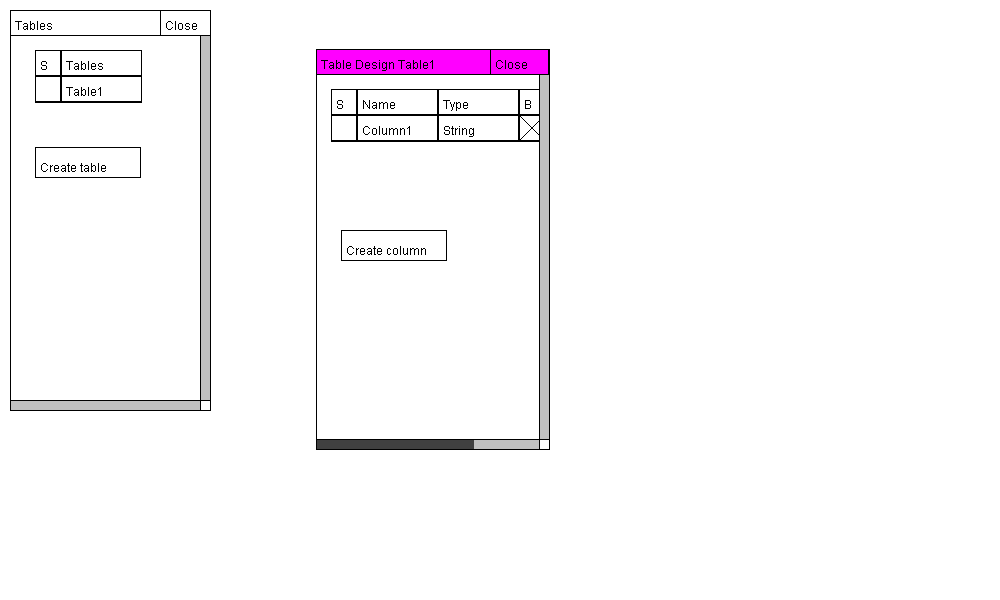 Tables Close
S Tables
Table1
Create table
Table Design Table1 Close
S Name Type B
Column1 String
Create column